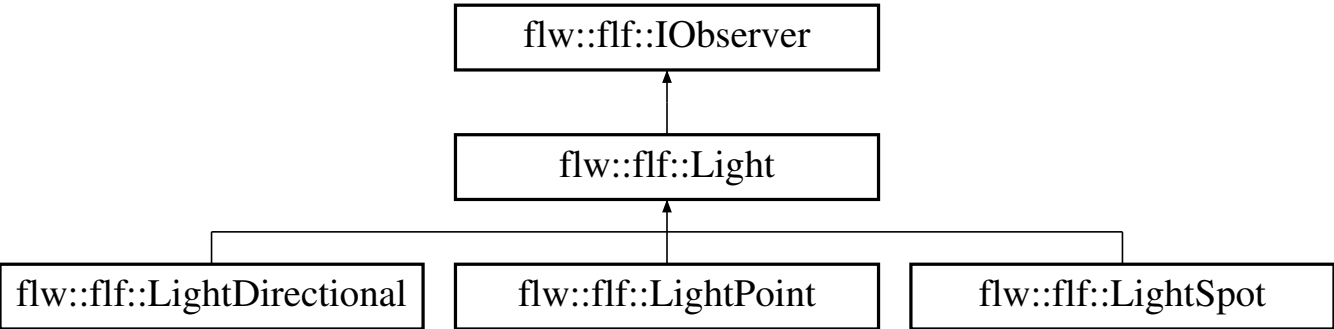 flw::flf::IObserver
flw::flf::Light
flw::flf::LightDirectional
flw::flf::LightPoint
flw::flf::LightSpot